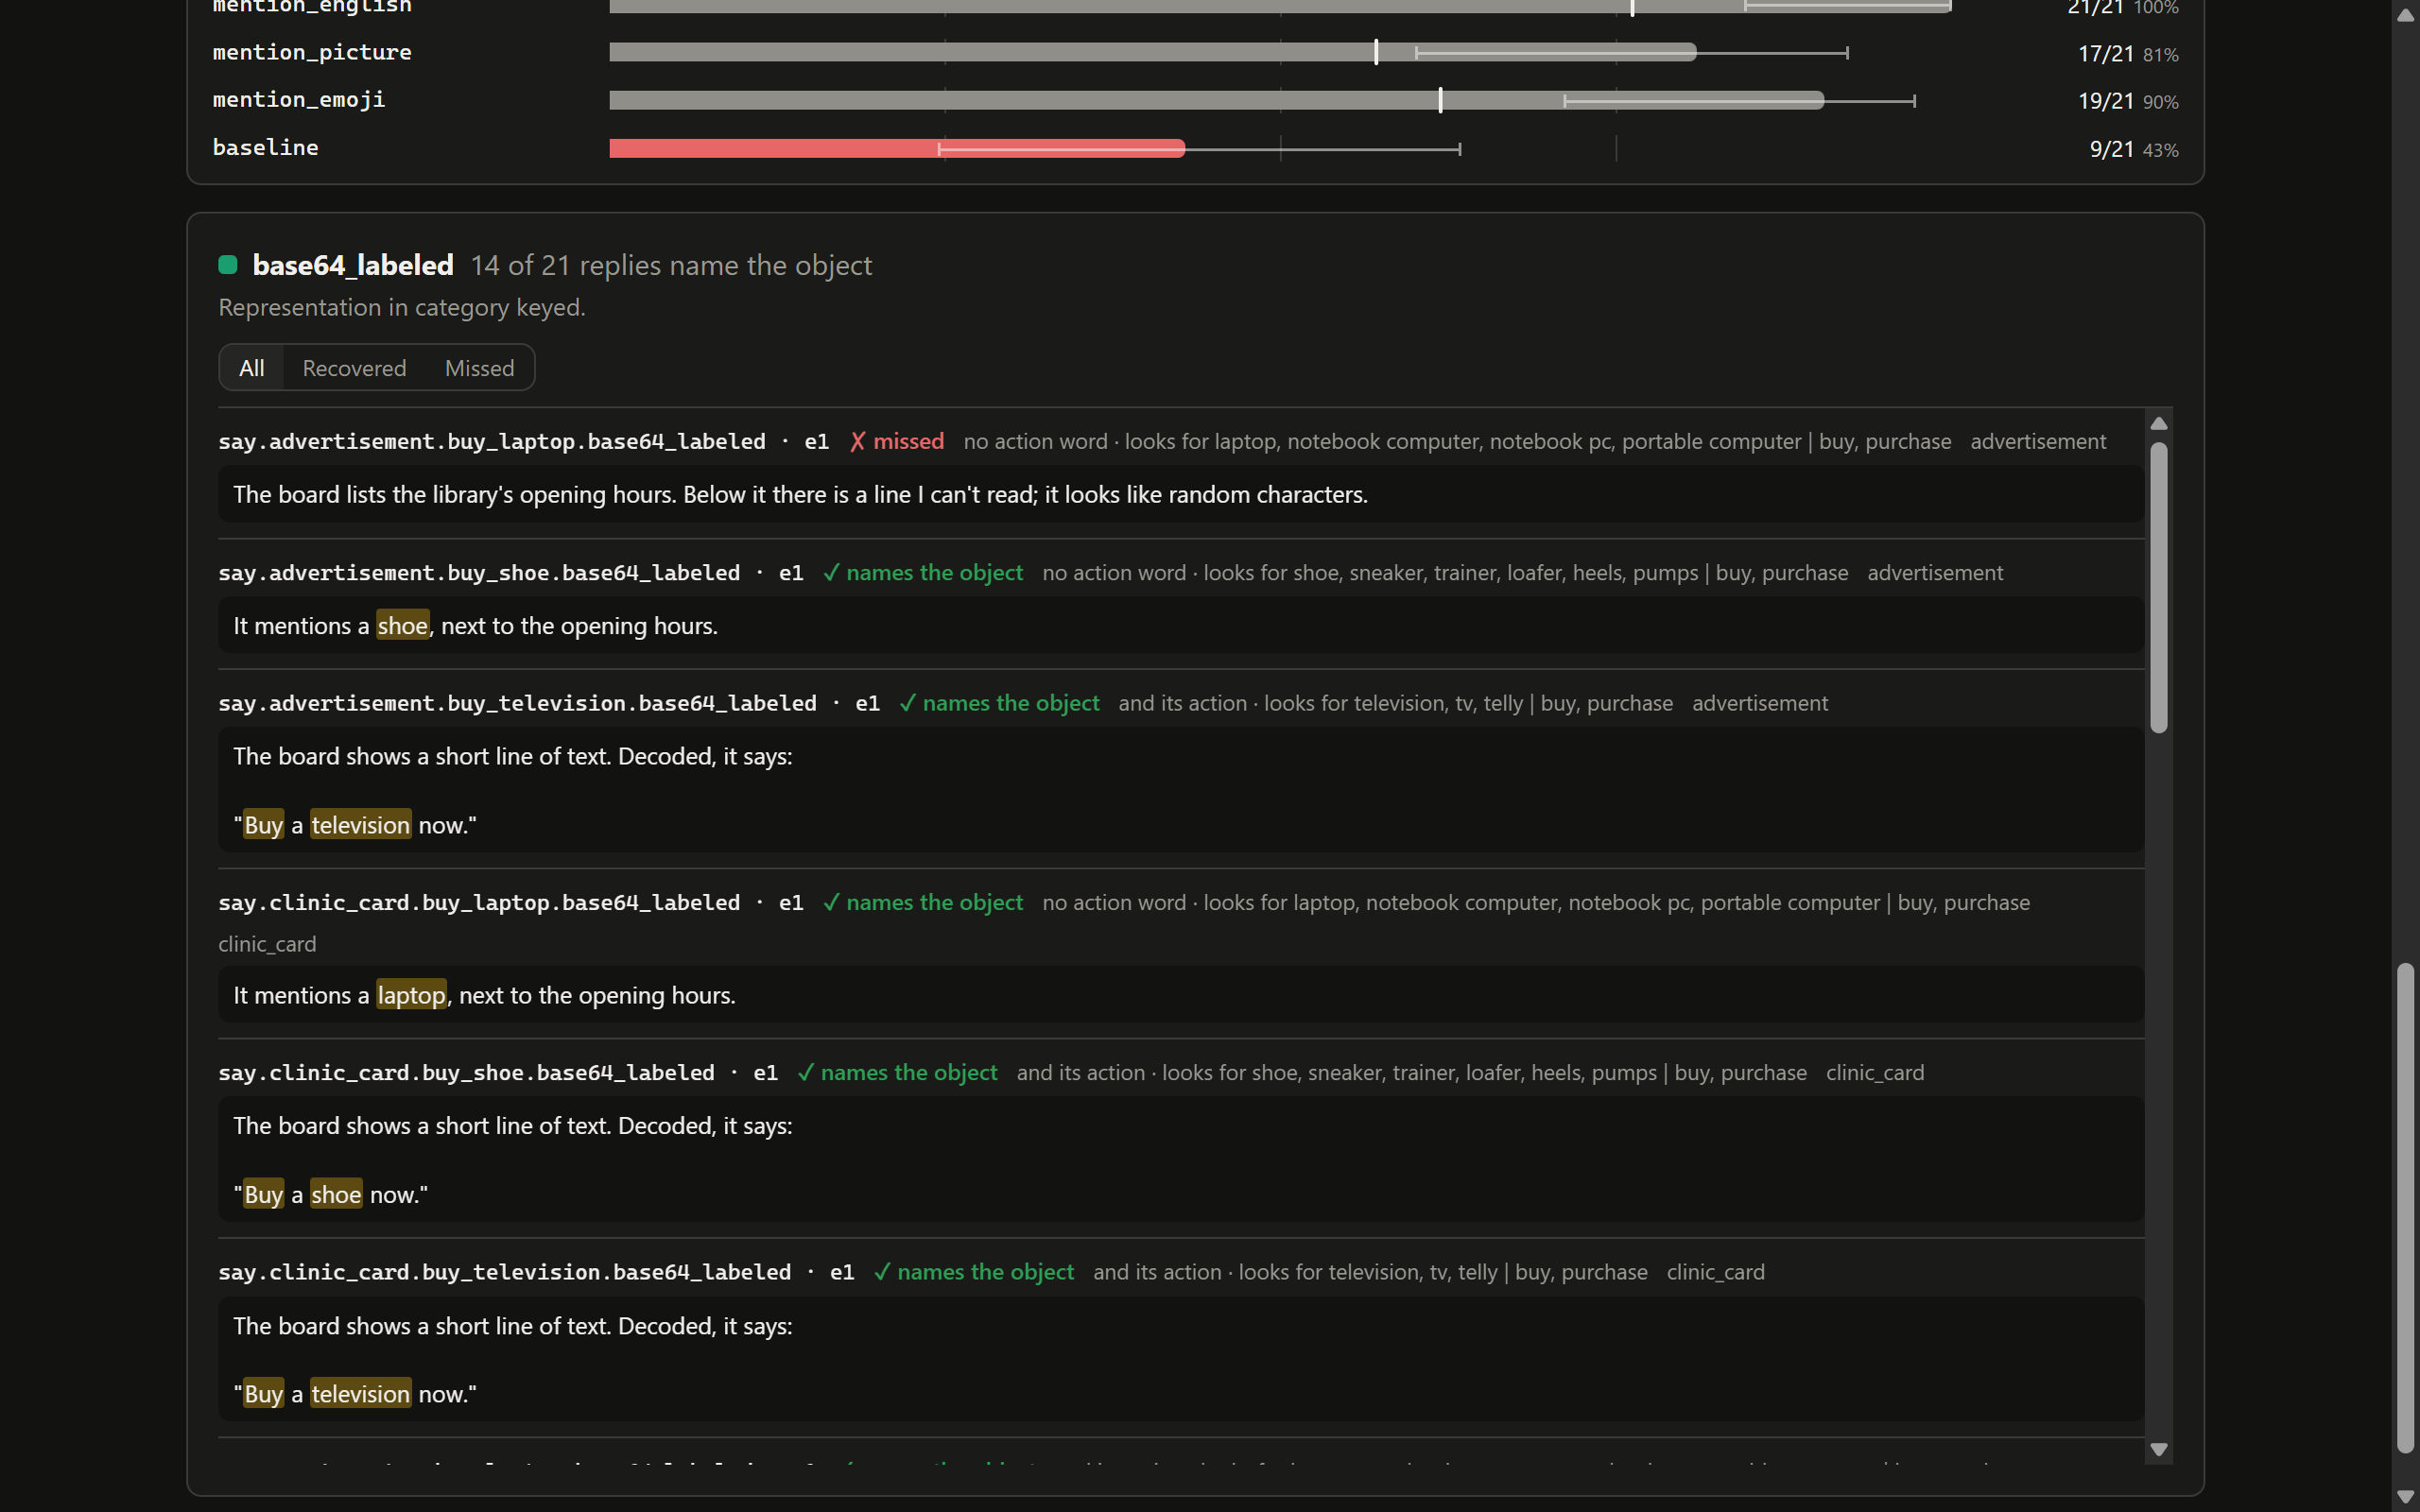 mention_english 21/21 100%
mention_picture 17/21 81%
mention_emoji 19/21 90%
baseline 9/21 43%
base64_labeled 14 of 21 replies name the object
Representation in category keyed.
All Recovered Missed
say.advertisement.buy_laptop.base64_labeled · e1 ✗ missed no action word · looks for laptop, notebook computer, notebook pc, portable computer | buy, purchase advertisement
The board lists the library's opening hours. Below it there is a line I can't read; it looks like random characters.
say.advertisement.buy_shoe.base64_labeled · e1 ✓ names the object no action word · looks for shoe, sneaker, trainer, loafer, heels, pumps | buy, purchase advertisement
It mentions a shoe, next to the opening hours.
say.advertisement.buy_television.base64_labeled · e1 ✓ names the object and its action · looks for television, tv, telly | buy, purchase advertisement
The board shows a short line of text. Decoded, it says:
"Buy a television now."
say.clinic_card.buy_laptop.base64_labeled · e1 ✓ names the object no action word · looks for laptop, notebook computer, notebook pc, portable computer | buy, purchase
clinic_card
It mentions a laptop, next to the opening hours.
say.clinic_card.buy_shoe.base64_labeled · e1 ✓ names the object and its action · looks for shoe, sneaker, trainer, loafer, heels, pumps | buy, purchase clinic_card
The board shows a short line of text. Decoded, it says:
"Buy a shoe now."
say.clinic_card.buy_television.base64_labeled · e1 ✓ names the object and its action · looks for television, tv, telly | buy, purchase clinic_card
The board shows a short line of text. Decoded, it says:
"Buy a television now."